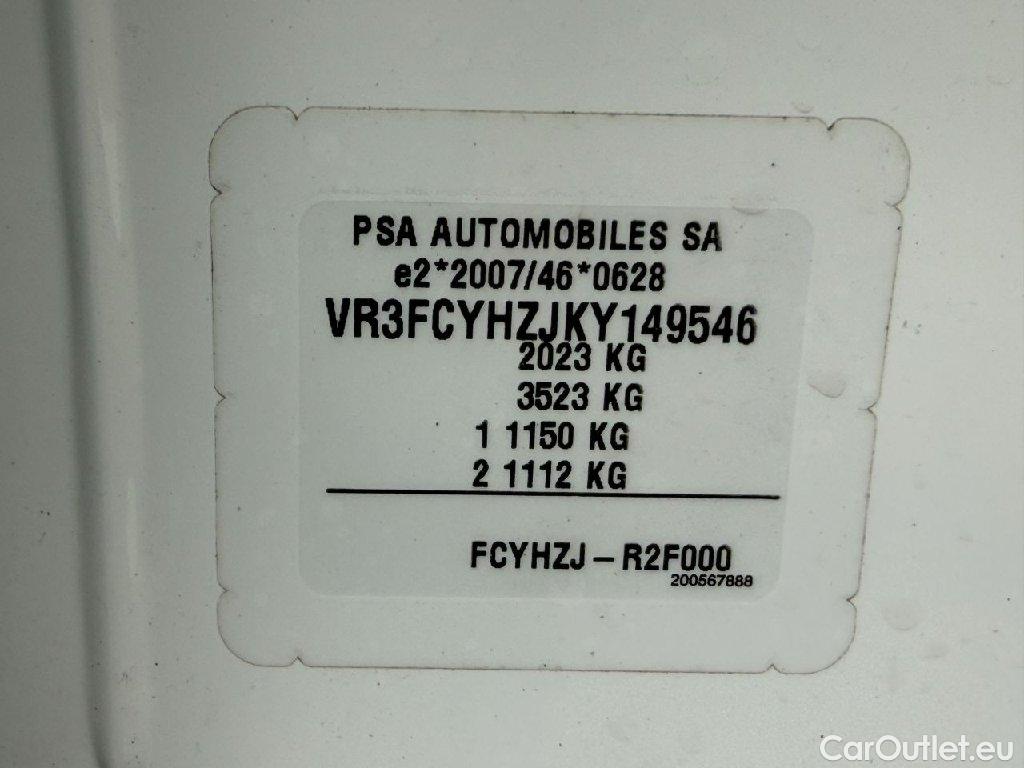 PSA AUTOMOBILES SA
e2*2007/46*0628
VR3FCYHZJKY149546
2023 KG
3523 KG
1 1150 KG
2 1112 KG
FCYHZJ – R2F000
200567888
CarOutlet.eu